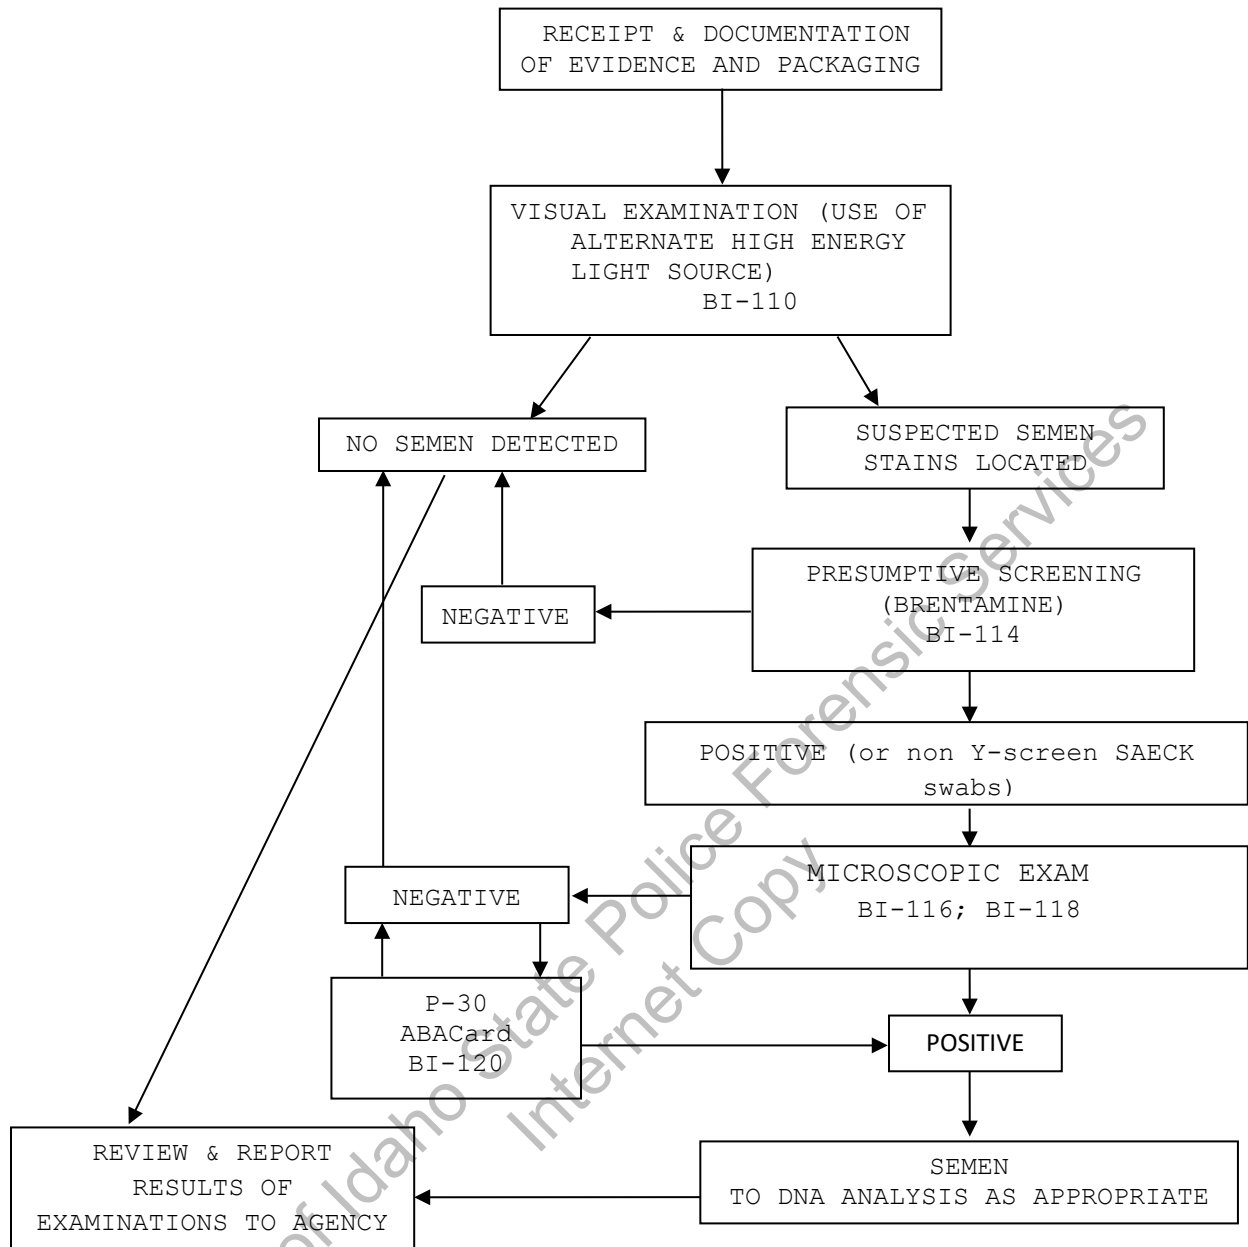 RECEIPT & DOCUMENTATION
OF EVIDENCE AND PACKAGING
VISUAL EXAMINATION (USE OF
ALTERNATE HIGH ENERGY
LIGHT SOURCE)
BI-110
NO SEMEN DETECTED
SUSPECTED SEMEN
STAINS LOCATED
PRESUMPTIVE SCREENING
(BRENTAMINE)
BI-114
NEGATIVE
POSITIVE (or non Y-screen SAECK
swabs)
MICROSCOPIC EXAM
BI-116; BI-118
NEGATIVE
P-30
ABACard
BI-120
POSITIVE
REVIEW & REPORT
RESULTS OF
EXAMINATIONS TO AGENCY
SEMEN
TO DNA ANALYSIS AS APPROPRIATE
of Idaho State Police Forensic Services
Internet Copy